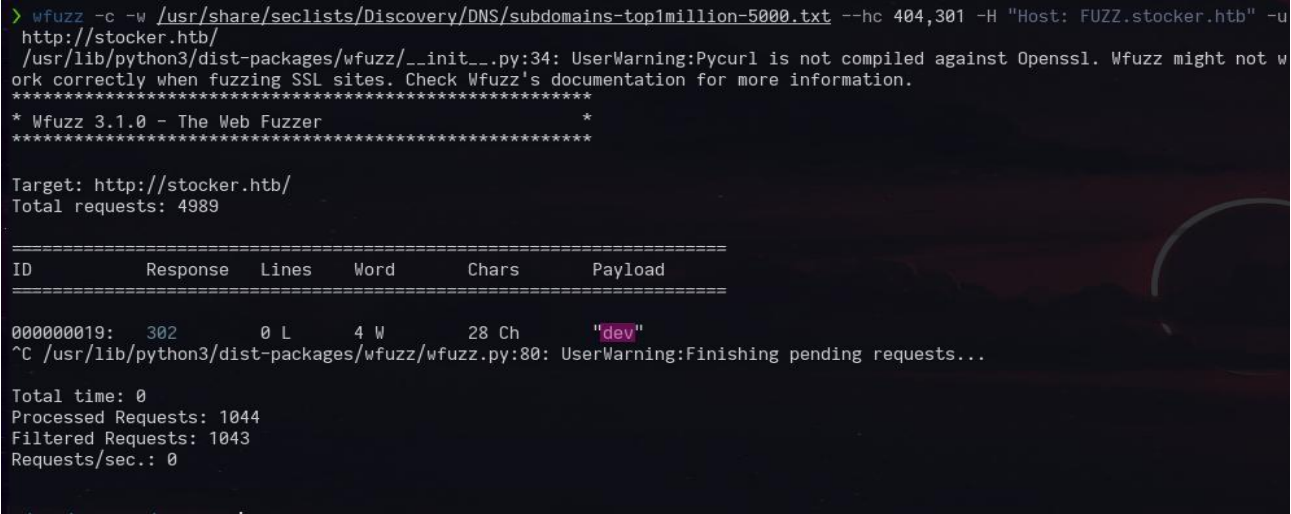 ❯ wfuzz -c -w /usr/share/seclists/Discovery/DNS/subdomains-top1million-5000.txt --hc 404,301 -H "Host: FUZZ.stocker.htb" -u
http://stocker.htb/
/usr/lib/python3/dist-packages/wfuzz/__init__.py:34: UserWarning:Pycurl is not compiled against Openssl. Wfuzz might not w
ork correctly when fuzzing SSL sites. Check Wfuzz's documentation for more information.
********************************************************
* Wfuzz 3.1.0 - The Web Fuzzer                         *
********************************************************
Target: http://stocker.htb/
Total requests: 4989
=====================================================================
ID           Response   Lines    Word       Chars       Payload
=====================================================================
000000019:   302        0 L      4 W        28 Ch       "dev"
^C /usr/lib/python3/dist-packages/wfuzz/wfuzz.py:80: UserWarning:Finishing pending requests...
Total time: 0
Processed Requests: 1044
Filtered Requests: 1043
Requests/sec.: 0